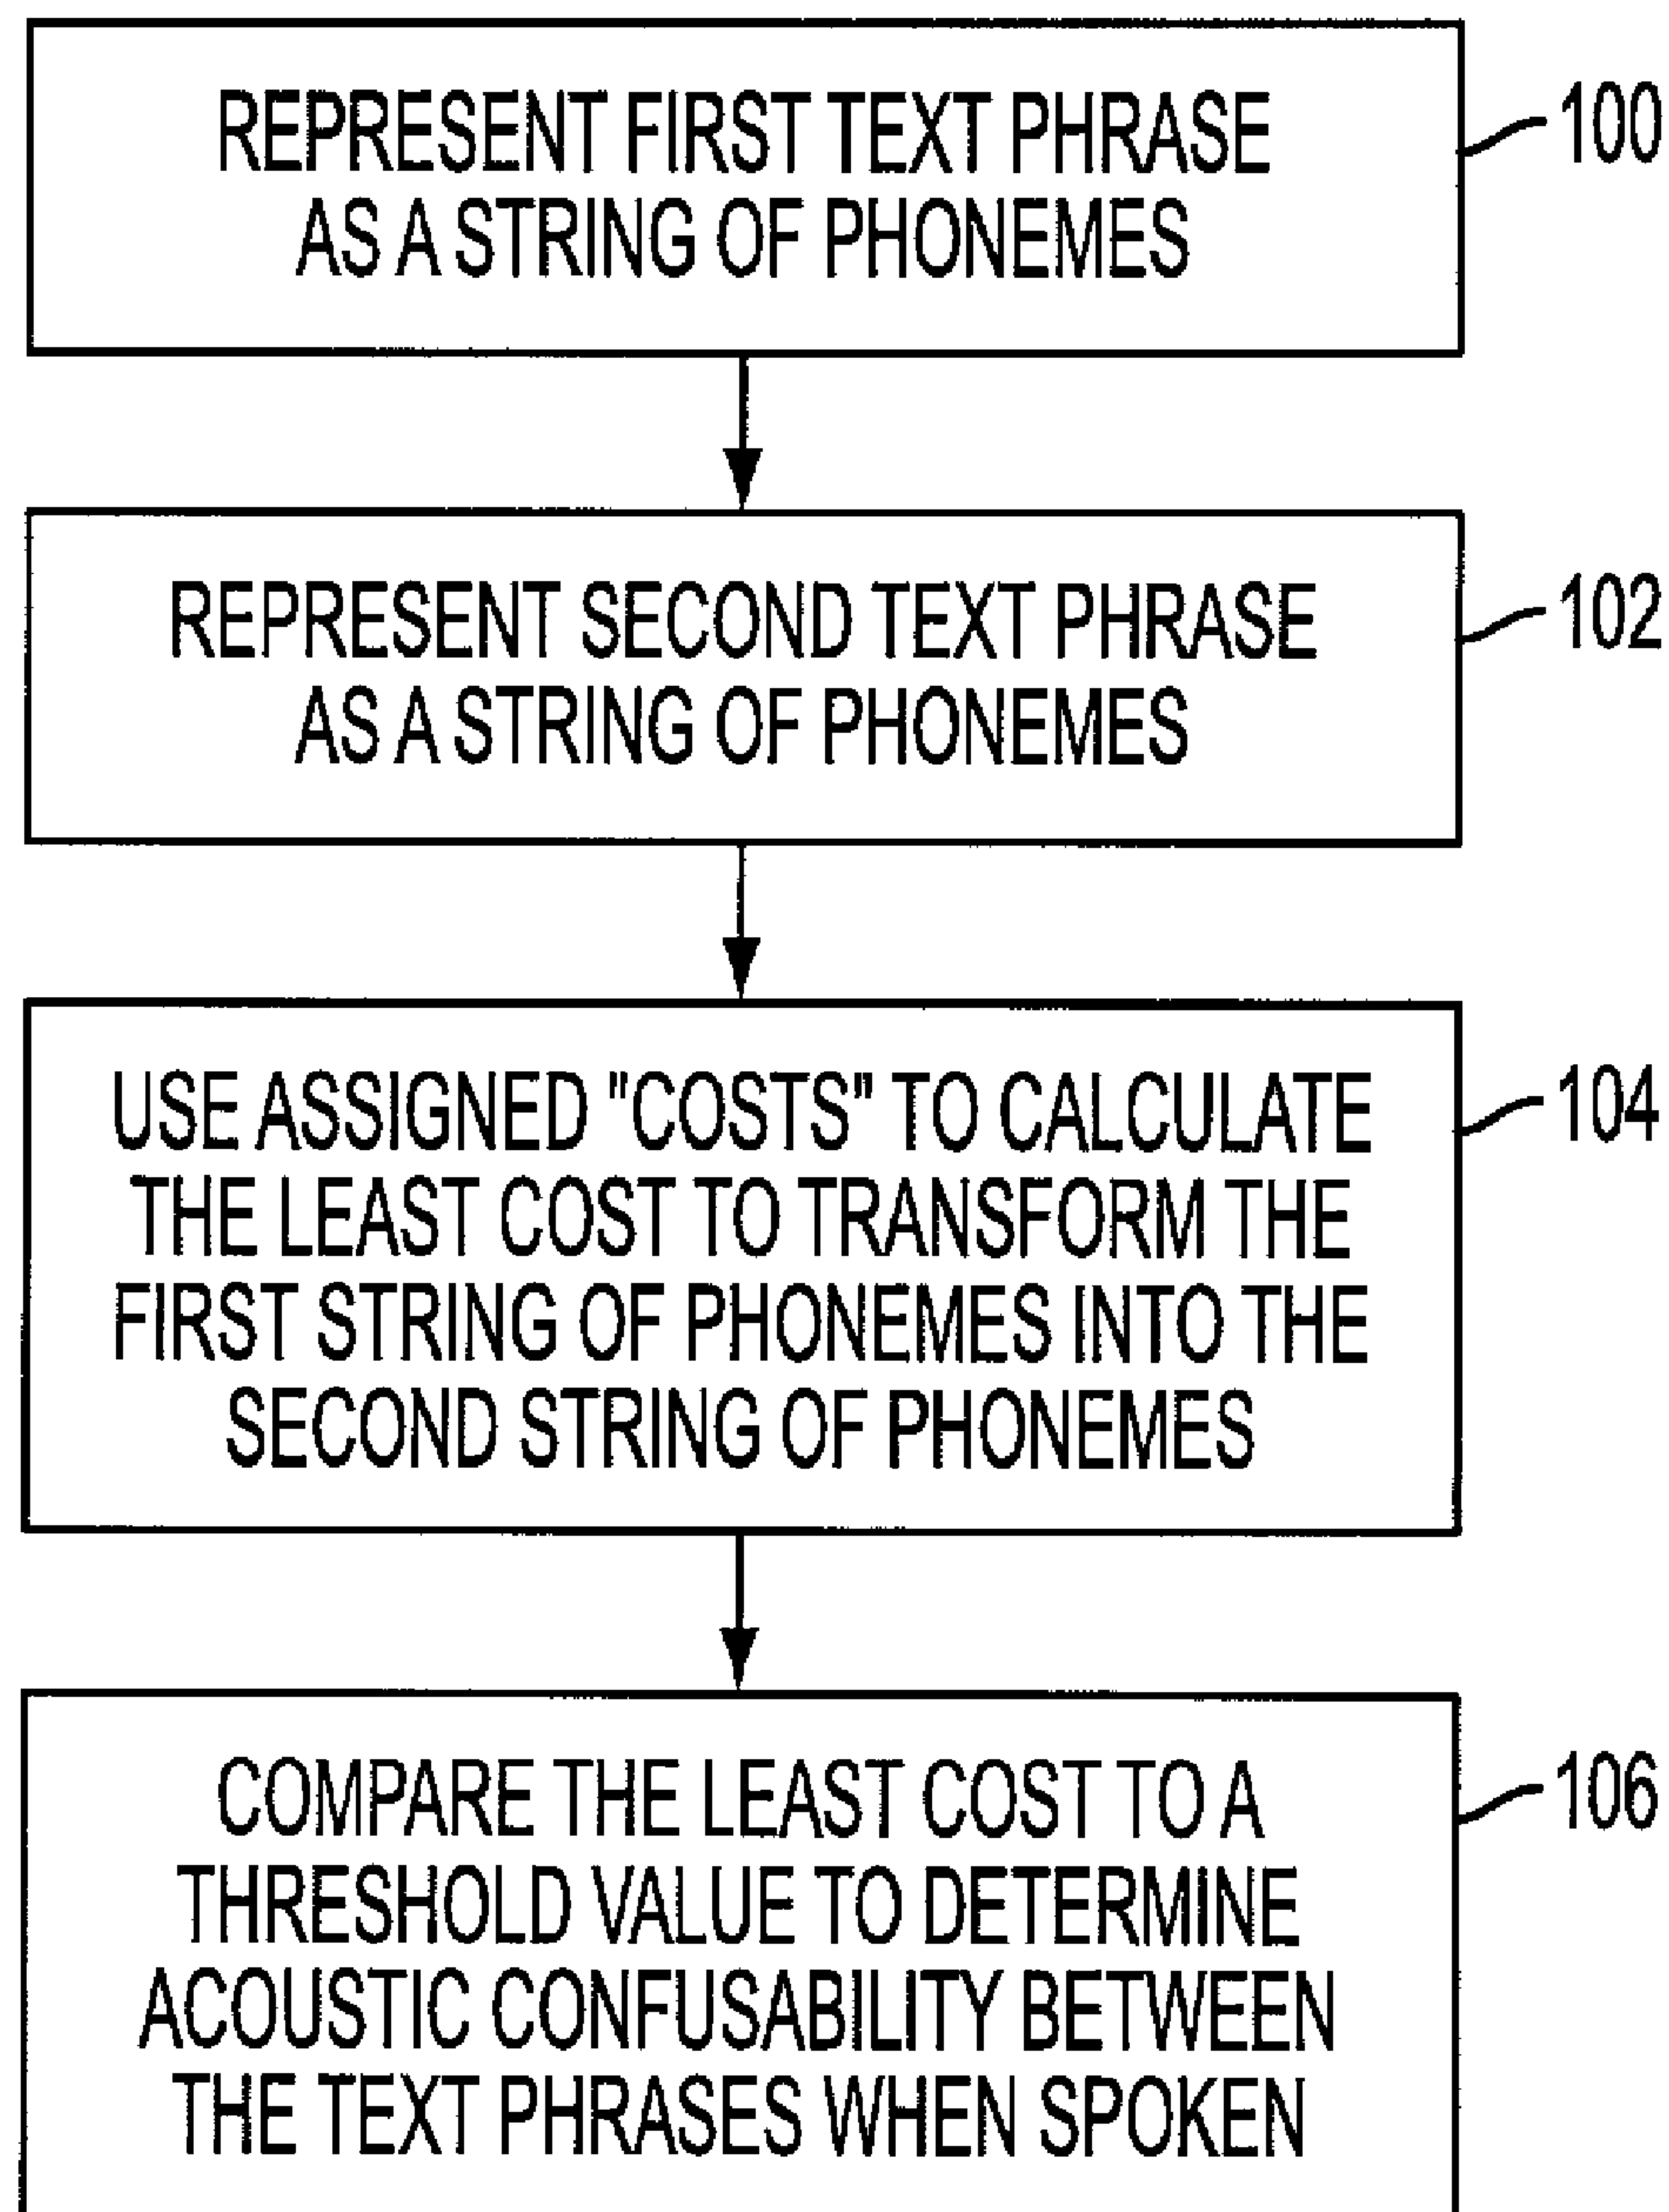 REPRESENT FIRST TEXT PHRASE
AS A STRING OF PHONEMES
100
REPRESENT SECOND TEXT PHRASE
AS A STRING OF PHONEMES
102
USE ASSIGNED "COSTS" TO CALCULATE
THE LEAST COST TO TRANSFORM THE
FIRST STRING OF PHONEMES INTO THE
SECOND STRING OF PHONEMES
104
COMPARE THE LEAST COST TO A
THRESHOLD VALUE TO DETERMINE
ACOUSTIC CONFUSABILITY BETWEEN
THE TEXT PHRASES WHEN SPOKEN
106